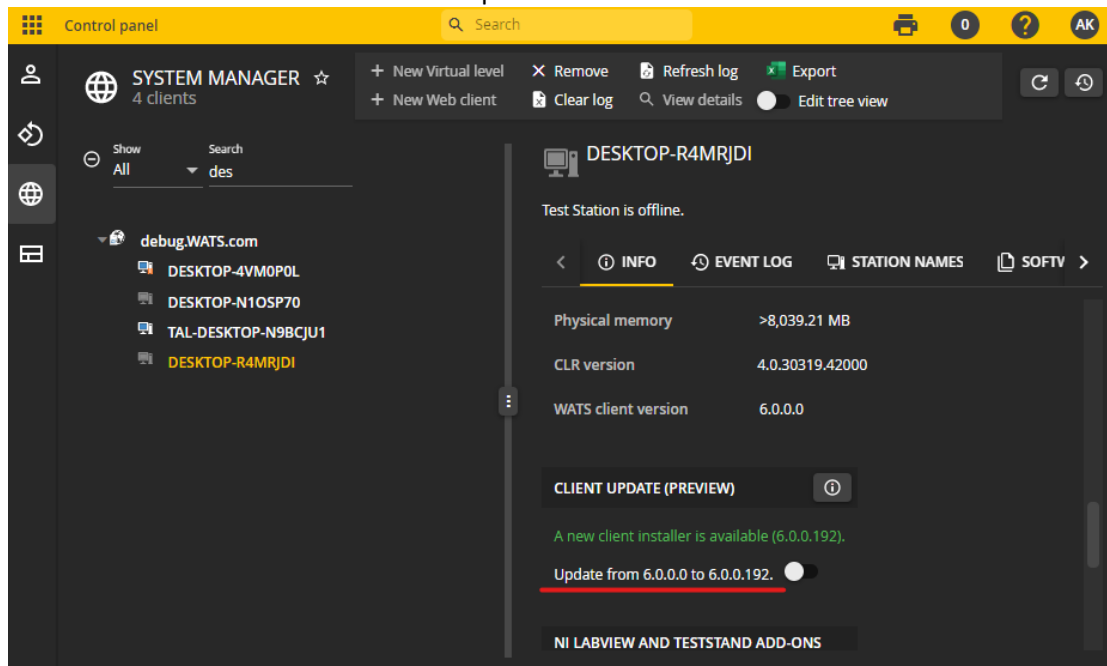 Control panel
Search
0
?
AK
SYSTEM MANAGER
4 clients
+ New Virtual level
Remove
Refresh log
Export
+ New Web client
Clear log
View details
Edit tree view
Show
All
Search
des
debug.WATS.com
DESKTOP-4VM0P0L
DESKTOP-N1OSP70
TAL-DESKTOP-N9BCJU1
DESKTOP-R4MRJDI
DESKTOP-R4MRJDI
Test Station is offline.
INFO
EVENT LOG
STATION NAMES
SOFTW
Physical memory >8,039.21 MB
CLR version 4.0.30319.42000
WATS client version 6.0.0.0
CLIENT UPDATE (PREVIEW)
A new client installer is available (6.0.0.192).
Update from 6.0.0.0 to 6.0.0.192.
NI LABVIEW AND TESTSTAND ADD-ONS